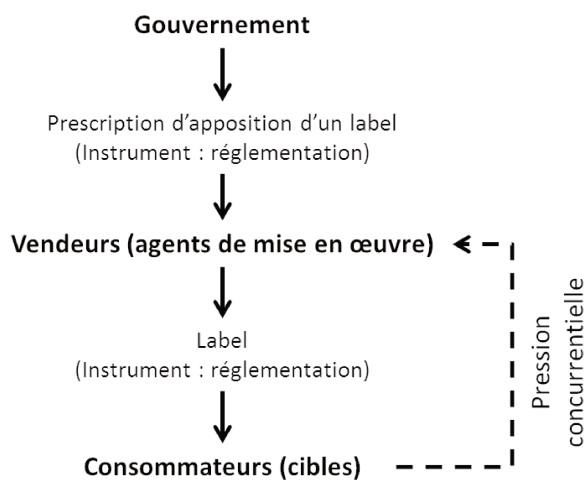 Gouvernement
Prescription d’apposition d’un label
(Instrument : réglementation)
Vendeurs (agents de mise en œuvre)
Label
(Instrument : réglementation)
Consommateurs (cibles)
Pression
concurrentielle